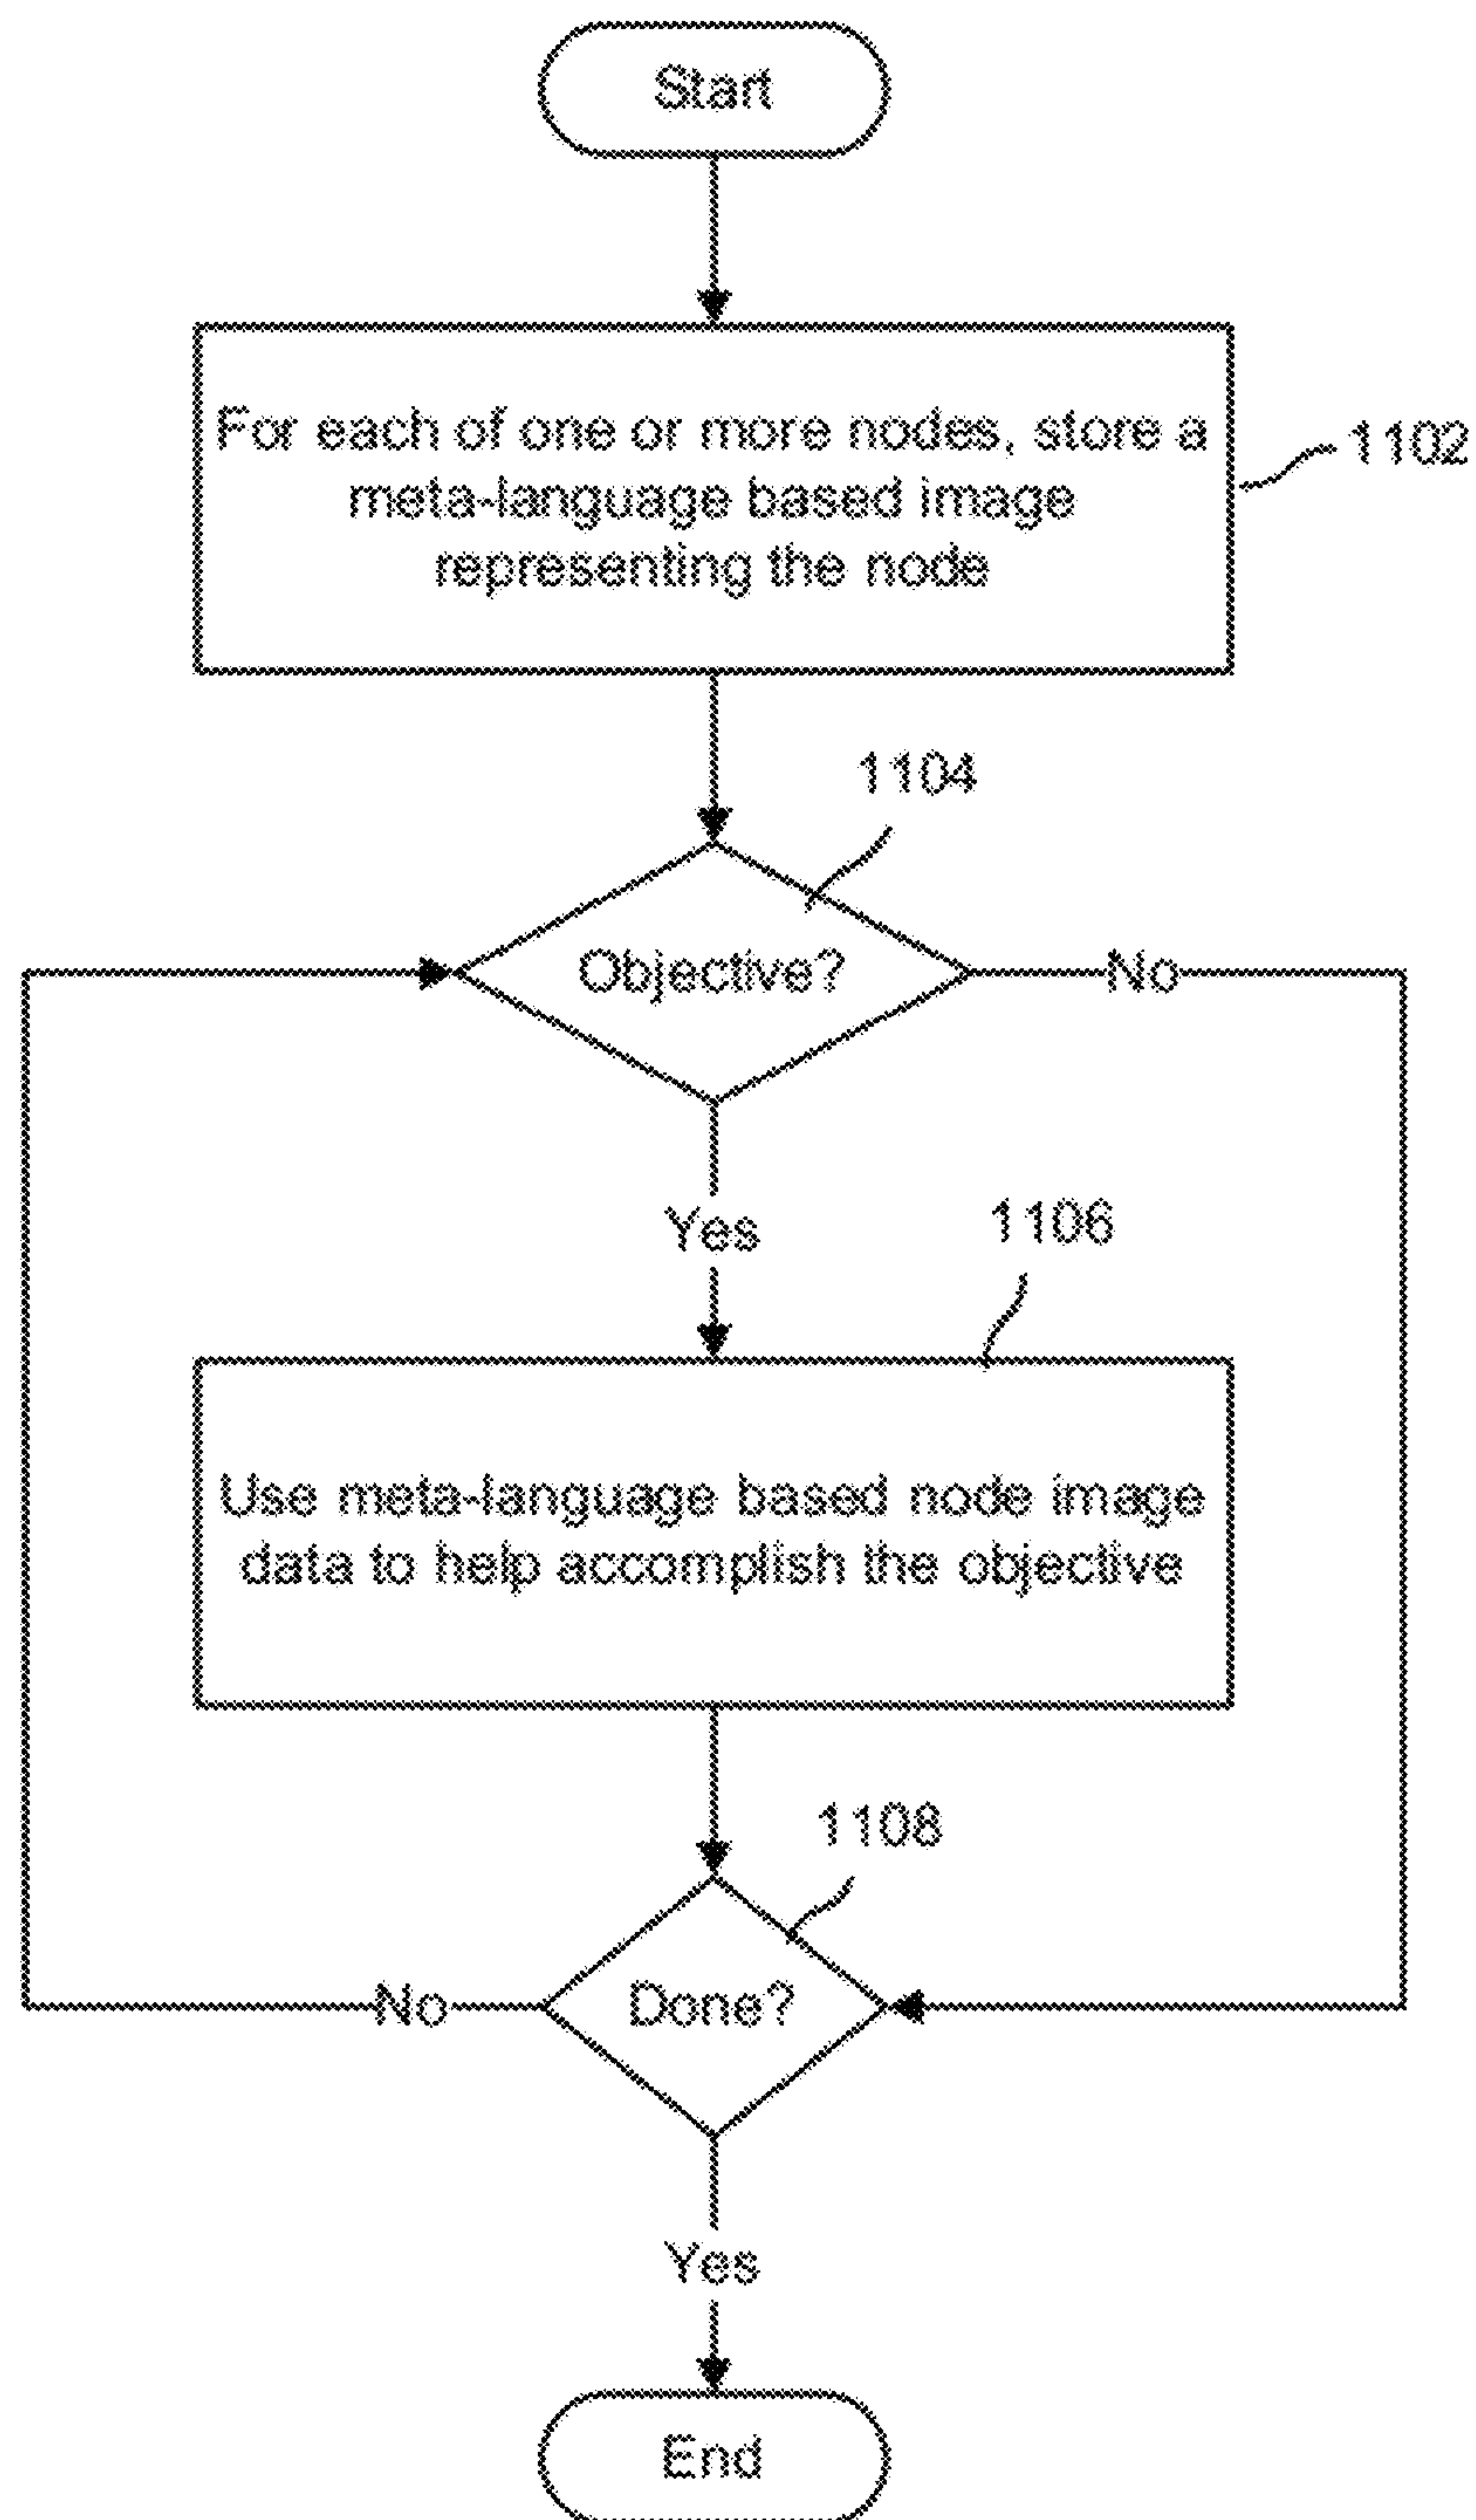 Start
For each of one or more nodes, store a
meta-language based image
representing the node
1102
1104
Objective?
No
Yes
1106
Use meta-language based node image
data to help accomplish the objective
1108
No
Done?
Yes
End